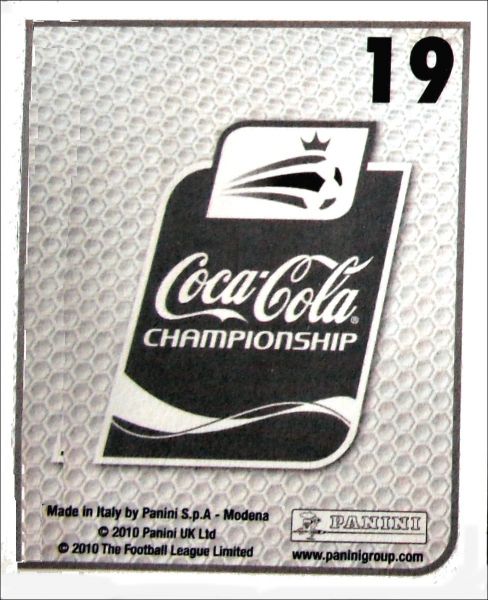 19
Coca-Cola®
CHAMPIONSHIP
Made in Italy by Panini S.p.A - Modena
© 2010 Panini UK Ltd
© 2010 The Football League Limited
PANINI
www.paninigroup.com